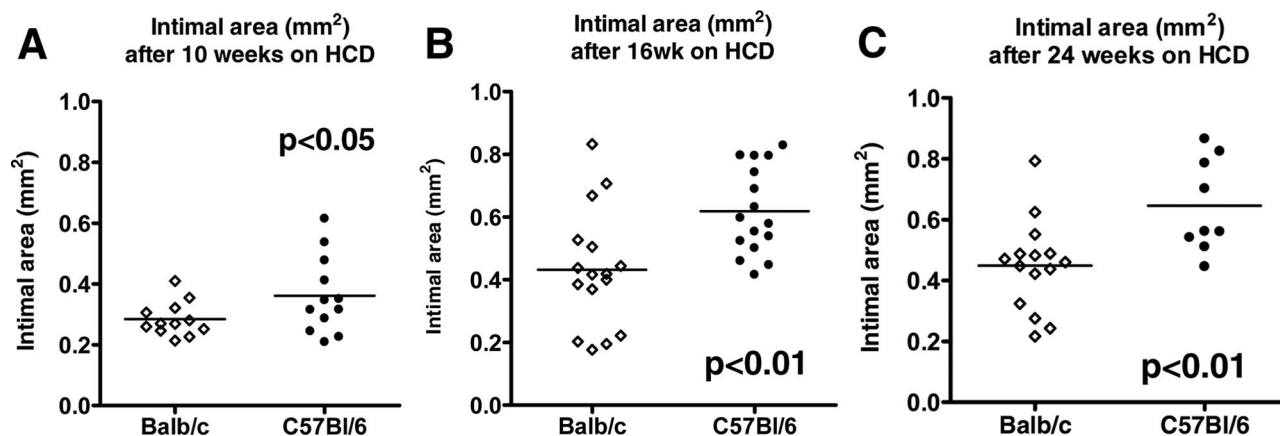 A
Intimal area (mm²)
after 10 weeks on HCD
Intimal area (mm²)
1.0
0.8
0.6
0.4
0.2
0.0
p<0.05
Balb/c
C57Bl/6
B
Intimal area (mm²)
after 16wk on HCD
Intimal area (mm²)
1.0
0.8
0.6
0.4
0.2
0.0
p<0.01
Balb/c
C57Bl/6
C
Intimal area (mm²)
after 24 weeks on HCD
Intimal area (mm²)
1.0
0.8
0.6
0.4
0.2
0.0
p<0.01
Balb/c
C57Bl/6